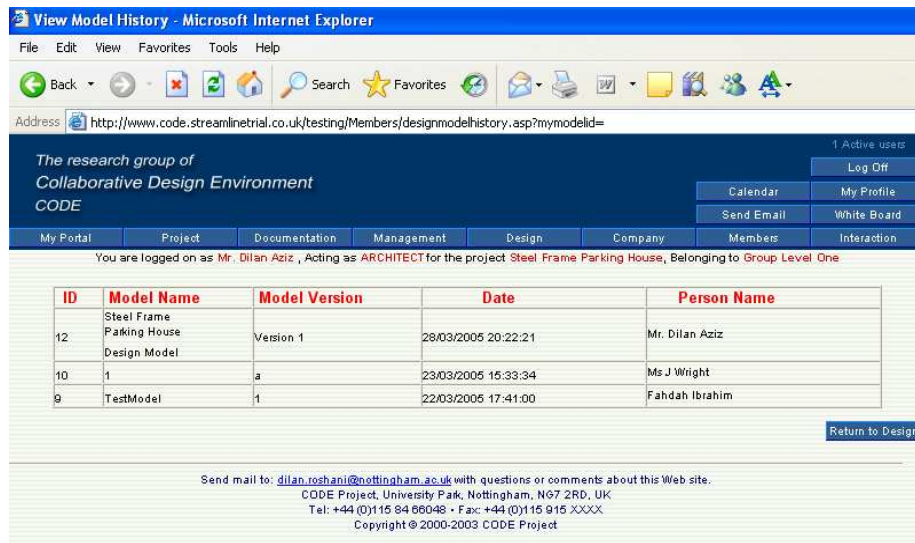 View Model History - Microsoft Internet Explorer
File Edit View Favorites Tools Help
Back Search Favorites
Address http://www.code.streamlinetrial.co.uk/testing/Members/designmodelhistory.asp?mymodelid=
1 Active users
The research group of
Collaborative Design Environment
CODE
Log Off
Calendar My Profile
Send Email White Board
My Portal Project Documentation Management Design Company Members Interaction
You are logged on as Mr. Dilan Aziz , Acting as ARCHITECT for the project Steel Frame Parking House, Belonging to Group Level One
ID Model Name Model Version Date Person Name
12 Steel Frame
Parking House
Design Model Version 1 28/03/2005 20:22:21 Mr. Dilan Aziz
10 1 a 23/03/2005 15:33:34 Ms J Wright
9 TestModel 1 22/03/2005 17:41:00 Fahdah Ibrahim
Return to Design
Send mail to: dilan.roshani@nottingham.ac.uk with questions or comments about this Web site.
CODE Project, University Park, Nottingham, NG7 2RD, UK
Tel: +44 (0)115 84 66048 • Fax: +44 (0)115 915 XXXX
Copyright © 2000-2003 CODE Project